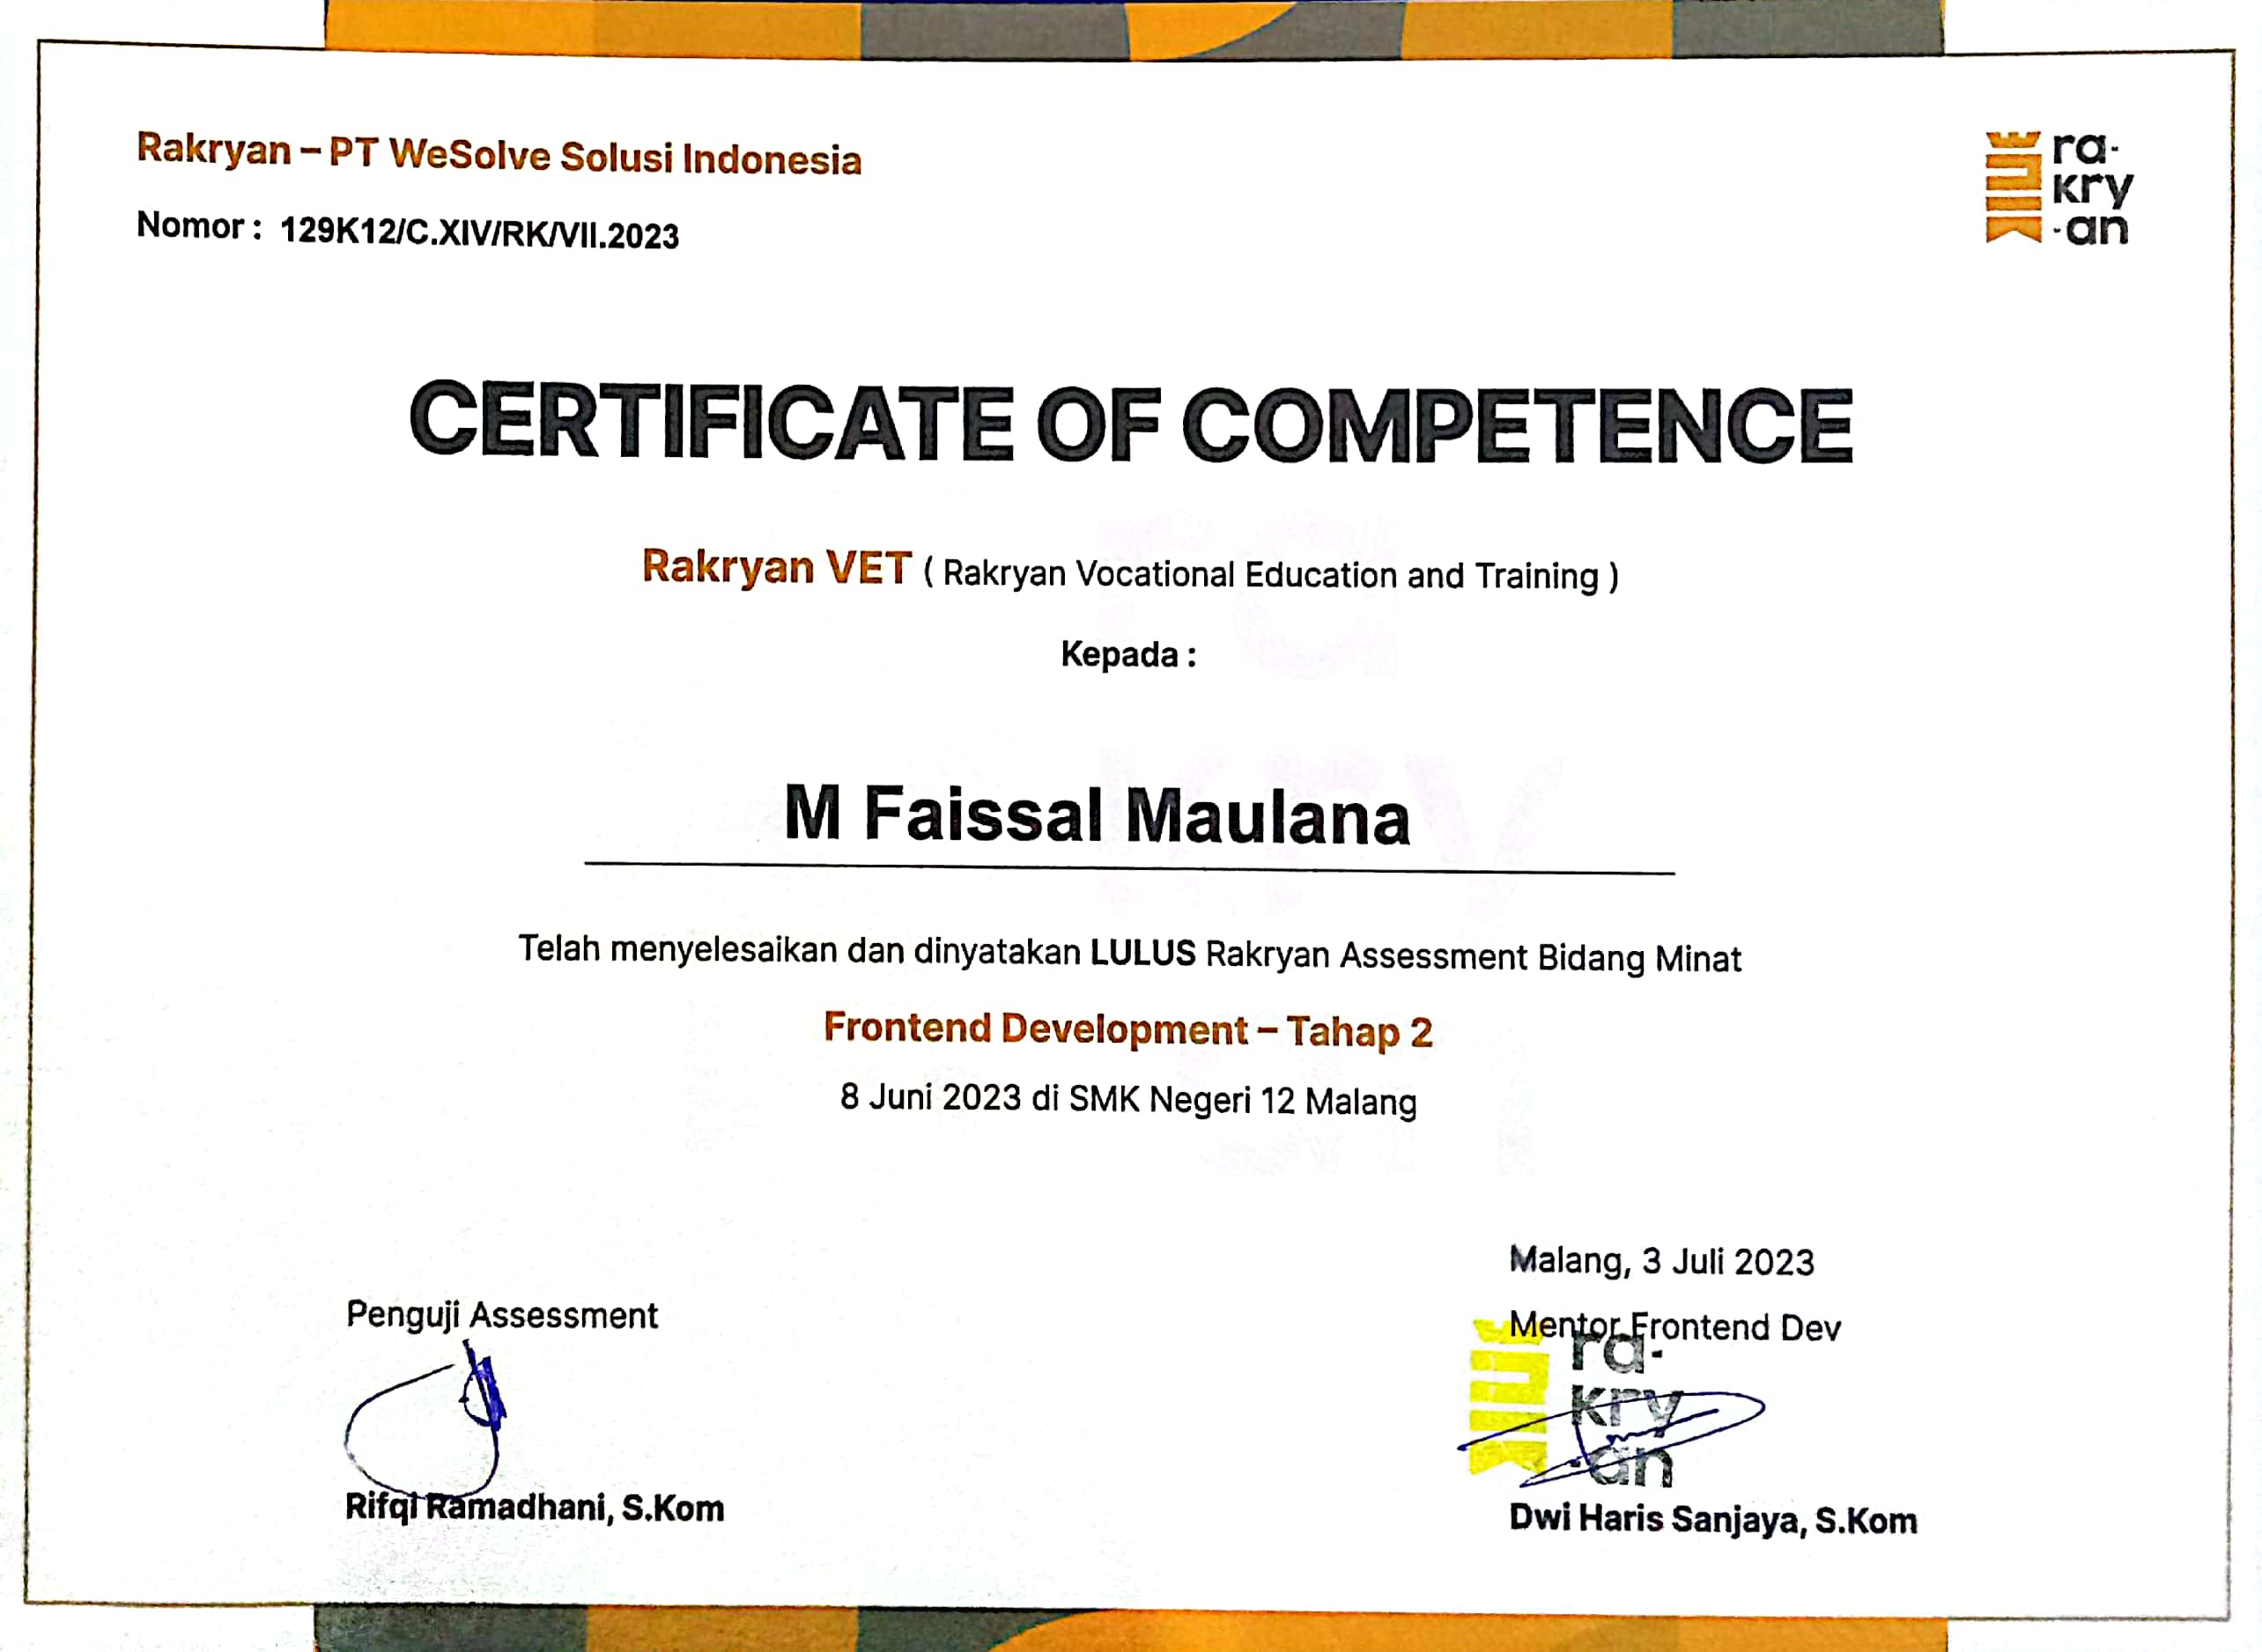 Rakryan – PT WeSolve Solusi Indonesia
Nomor : 129K12/C.XIV/RK/VII.2023
ra-
kry
-an
CERTIFICATE OF COMPETENCE
Rakryan VET ( Rakryan Vocational Education and Training )
Kepada :
M Faissal Maulana
Telah menyelesaikan dan dinyatakan LULUS Rakryan Assessment Bidang Minat
Frontend Development – Tahap 2
8 Juni 2023 di SMK Negeri 12 Malang
Penguji Assessment
Rifqi Ramadhani, S.Kom
Malang, 3 Juli 2023
Mentor Frontend Dev
ra-
kry
-an
Dwi Haris Sanjaya, S.Kom